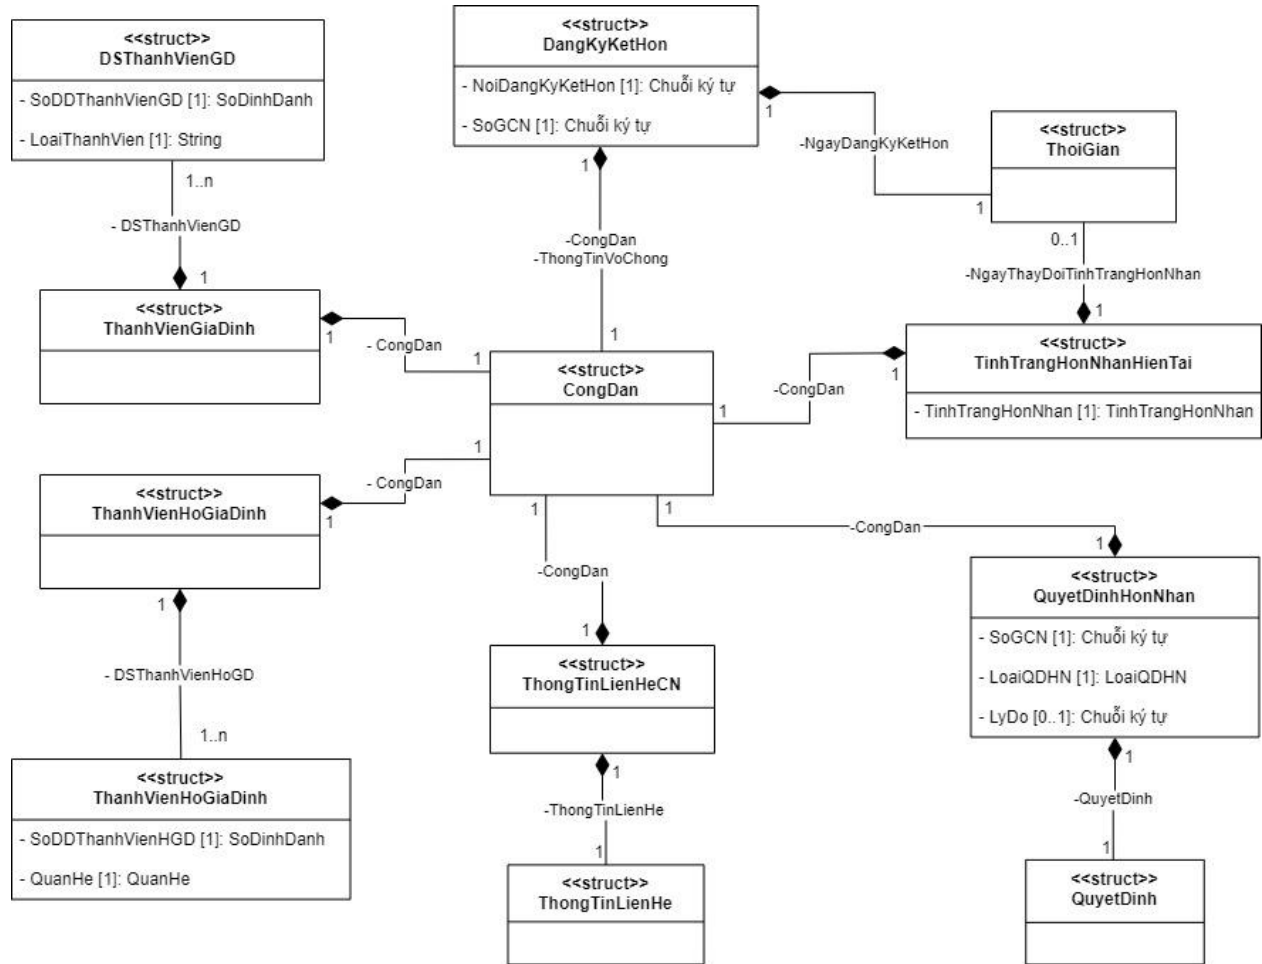 <<struct>>
DSThanhVienGD
- SoDDThanhVienGD [1]: SoDinhDanh
- LoaiThanhVien [1]: String
1..n
- DSThanhVienGD
1
<<struct>>
ThanhVienGiaDinh
1
- CongDan
1
<<struct>>
DangKyKetHon
- NoiDangKyKetHon [1]: Chuỗi ký tự
- SoGCN [1]: Chuỗi ký tự
1
-NgayDangKyKetHon
1
<<struct>>
ThoiGian
0..1
-NgayThayDoiTinhTrangHonNhan
1
1
-CongDan
-ThongTinVoChong
1
<<struct>>
CongDan
<<struct>>
TinhTrangHonNhanHienTai
- TinhTrangHonNhan [1]: TinhTrangHonNhan
1
-CongDan
1
1
- CongDan
1
<<struct>>
ThanhVienHoGiaDinh
1
- DSThanhVienHoGD
1..n
<<struct>>
ThanhVienHoGiaDinh
- SoDDThanhVienHGD [1]: SoDinhDanh
- QuanHe [1]: QuanHe
1
-CongDan
1
<<struct>>
ThongTinLienHeCN
1
-ThongTinLienHe
1
<<struct>>
ThongTinLienHe
1
-CongDan
1
<<struct>>
QuyetDinhHonNhan
- SoGCN [1]: Chuỗi ký tự
- LoaiQDHN [1]: LoaiQDHN
- LyDo [0..1]: Chuỗi ký tự
1
-QuyetDinh
1
<<struct>>
QuyetDinh